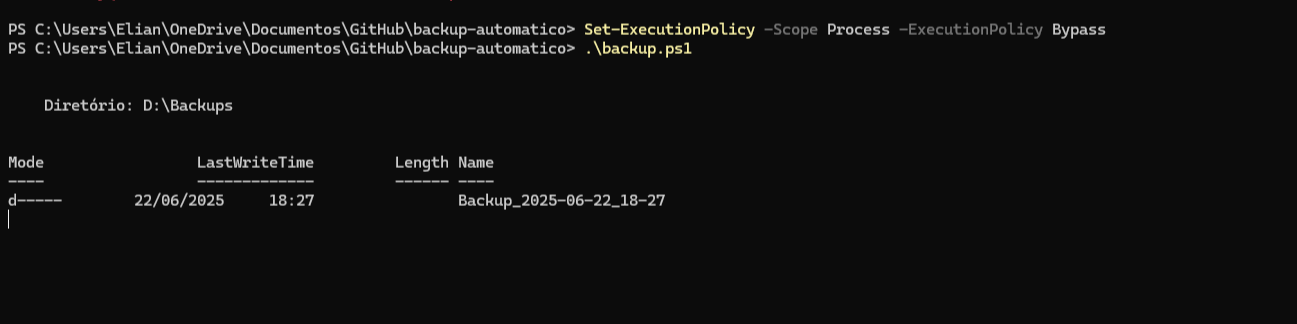 PS C:\Users\Elian\OneDrive\Documentos\GitHub\backup-automatico> Set-ExecutionPolicy -Scope Process -ExecutionPolicy Bypass
PS C:\Users\Elian\OneDrive\Documentos\GitHub\backup-automatico> .\backup.ps1
Diretório: D:\Backups
Mode LastWriteTime Length Name
---- ------------- ------ ----
d----- 22/06/2025 18:27 Backup_2025-06-22_18-27